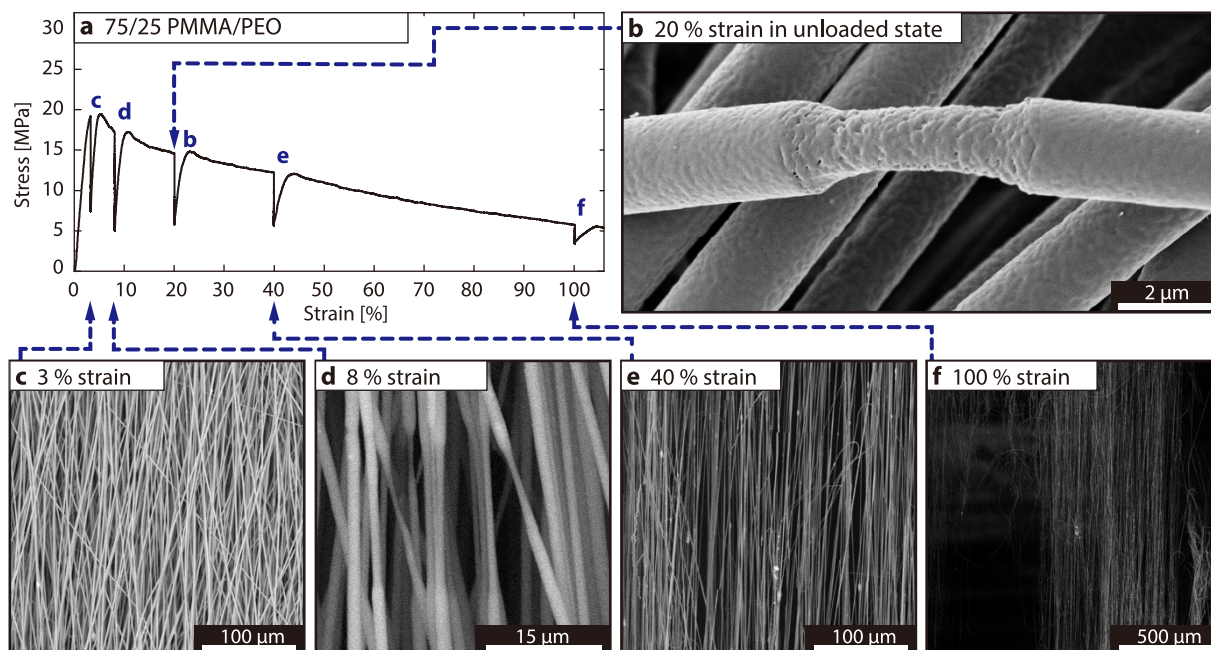 a 75/25 PMMA/PEO
b 20 % strain in unloaded state
30
25
20
15
10
5
0
Stress [MPa]
c
d
b
e
f
0 10 20 30 40 50 60 70 80 90 100
Strain [%]
2 µm
c 3 % strain
d 8 % strain
e 40 % strain
f 100 % strain
100 µm
15 µm
100 µm
500 µm